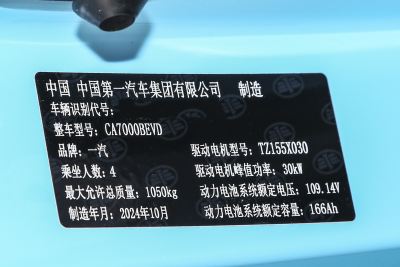 中国 中国第一汽车集团有限公司 制造
车辆识别代号:
整车型号: CA7000BEVD
品牌: 一汽 驱动电机型号: TZ155X030
乘坐人数: 4 驱动电机峰值功率: 30kW
最大允许总质量: 1050kg 动力电池系统额定电压: 109.14V
制造年月: 2024年10月 动力电池系统额定容量: 166Ah